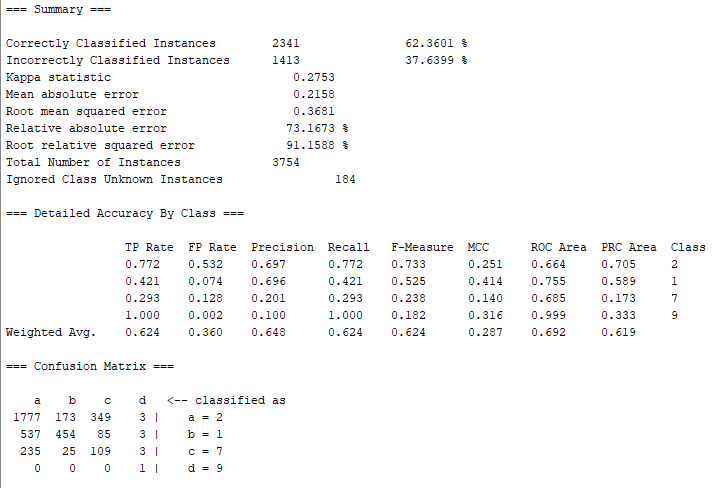 === Summary ===
Correctly Classified Instances 2341 62.3601 %
Incorrectly Classified Instances 1413 37.6399 %
Kappa statistic 0.2753
Mean absolute error 0.2158
Root mean squared error 0.3681
Relative absolute error 73.1673 %
Root relative squared error 91.1588 %
Total Number of Instances 3754
Ignored Class Unknown Instances 184
=== Detailed Accuracy By Class ===
TP Rate FP Rate Precision Recall F-Measure MCC ROC Area PRC Area Class
0.772 0.532 0.697 0.772 0.733 0.251 0.664 0.705 2
0.421 0.074 0.696 0.421 0.525 0.414 0.755 0.589 1
0.293 0.128 0.201 0.293 0.238 0.140 0.685 0.173 7
1.000 0.002 0.100 1.000 0.182 0.316 0.999 0.333 9
Weighted Avg. 0.624 0.360 0.648 0.624 0.624 0.287 0.692 0.619
=== Confusion Matrix ===
a b c d <-- classified as
1777 173 349 3 | a = 2
537 454 85 3 | b = 1
235 25 109 3 | c = 7
0 0 0 1 | d = 9